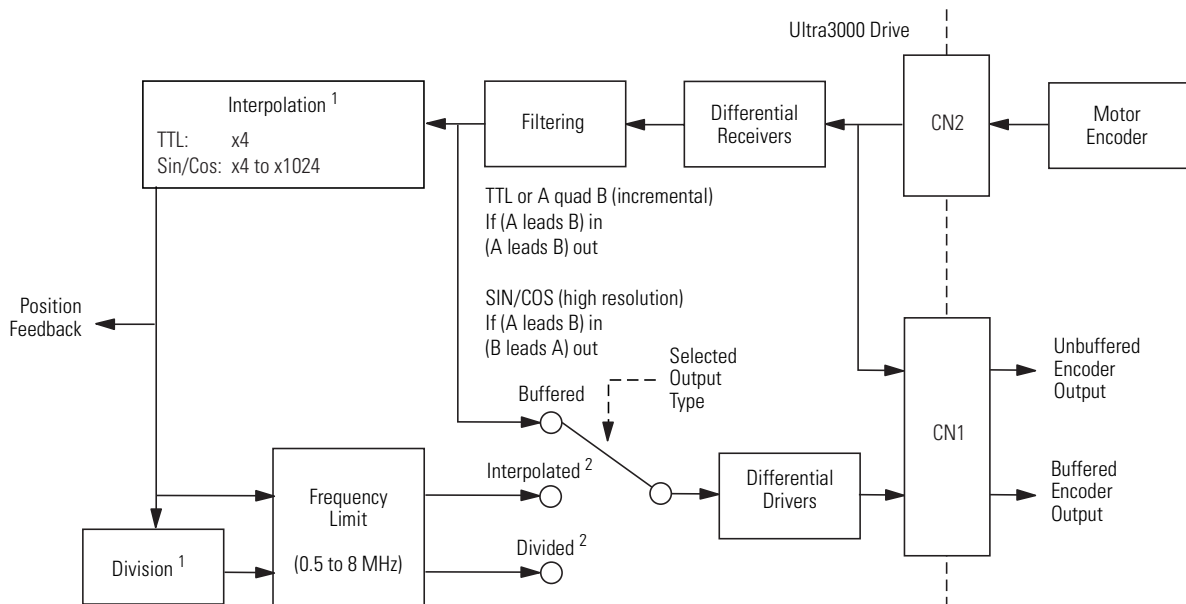 Ultra3000 Drive
Interpolation 1
TTL: x4
Sin/Cos: x4 to x1024
Filtering
Differential
Receivers
CN2
Motor
Encoder
TTL or A quad B (incremental)
If (A leads B) in
(A leads B) out
SIN/COS (high resolution)
If (A leads B) in
(B leads A) out
Position
Feedback
Selected
Output
Type
Unbuffered
Encoder
Output
Buffered
CN1
Interpolated 2
Differential
Drivers
Buffered
Encoder
Output
Frequency
Limit
(0.5 to 8 MHz)
Divided 2
Division 1